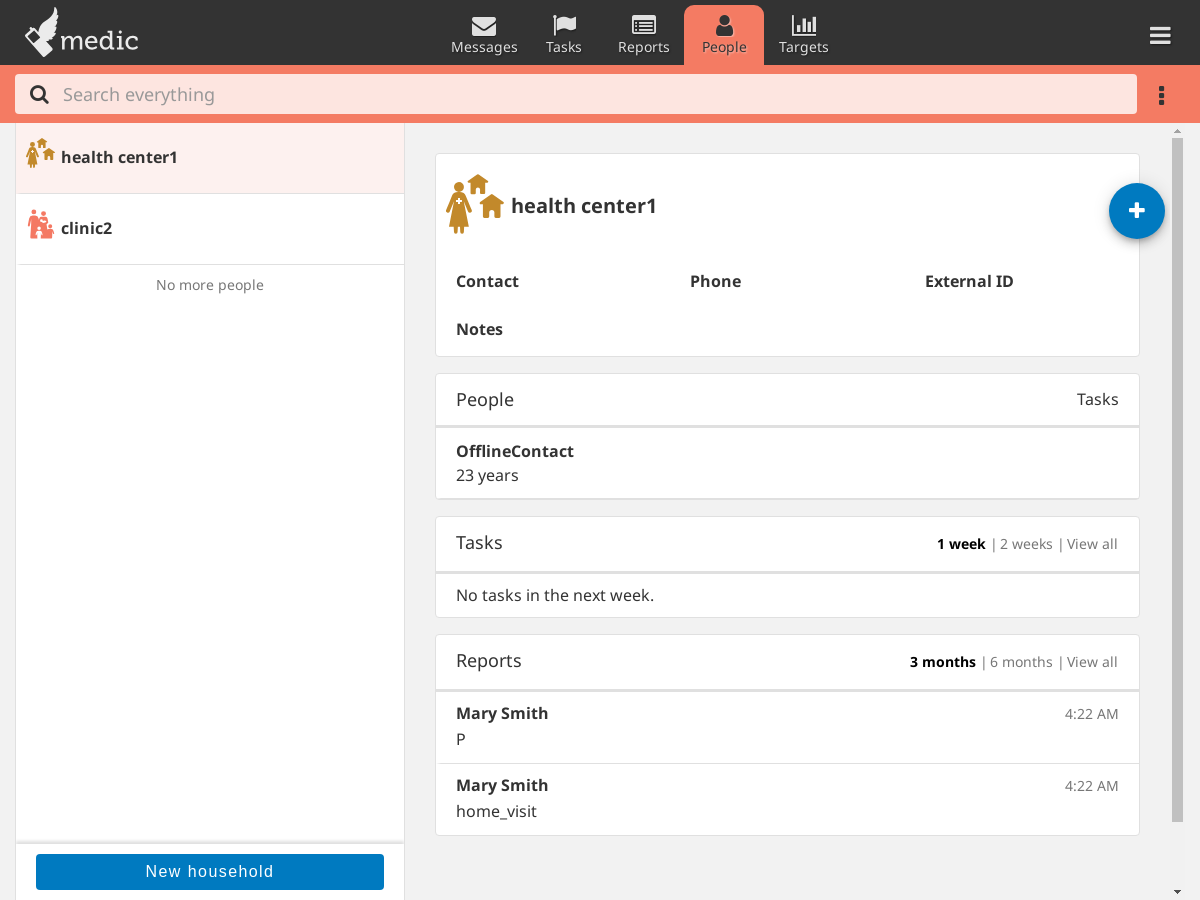 medic
Messages
Tasks
Reports
People
Targets
Search everything
health center1
clinic2
No more people
New household
health center1
Contact
Phone
External ID
Notes
People
Tasks
OfflineContact
23 years
Tasks
1 week | 2 weeks | View all
No tasks in the next week.
Reports
3 months | 6 months | View all
Mary Smith
4:22 AM
P
Mary Smith
4:22 AM
home_visit